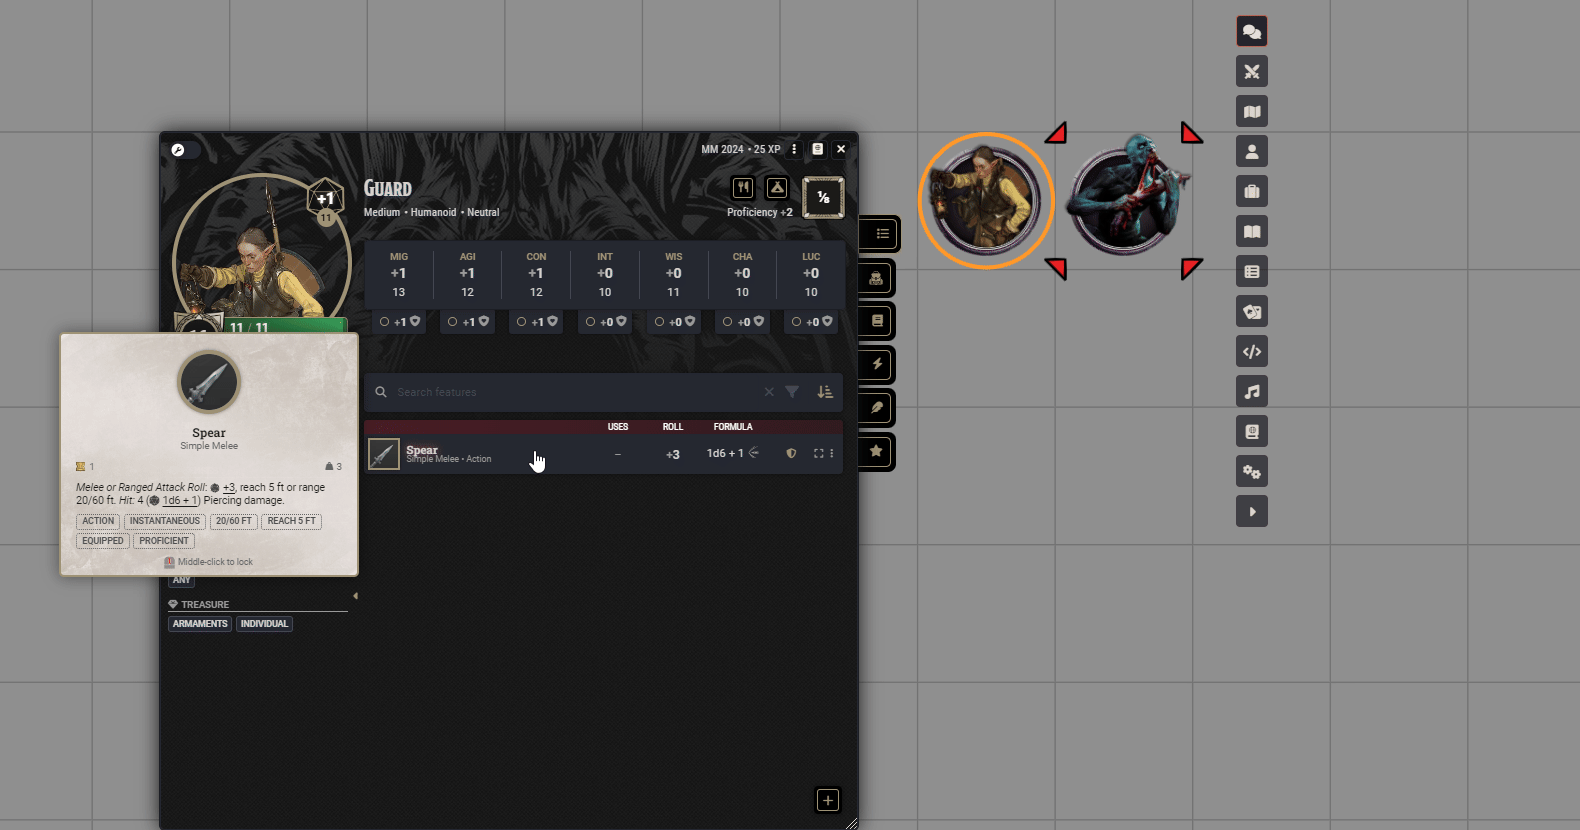 MM 2024 • 25 XP
+1
11
Guard
Medium • Humanoid • Neutral
Proficiency +2
⅛
MIG AGI CON INT WIS CHA LUC
+1 +1 +1 +0 +0 +0 +0
13 12 12 10 11 10 10
+1 +1 +1 +0 +0 +0 +0
11 / 11
Search features
USES ROLL FORMULA
Spear
Simple Melee • Action
– +3 1d6 + 1
Spear
Simple Melee
1 3
Melee or Ranged Attack Roll: +3, reach 5 ft or range
20/60 ft. Hit: 4 (1d6 + 1) Piercing damage.
ACTION INSTANTANEOUS 20/60 FT REACH 5 FT
EQUIPPED PROFICIENT
Middle-click to lock
ANY
TREASURE
ARMAMENTS INDIVIDUAL